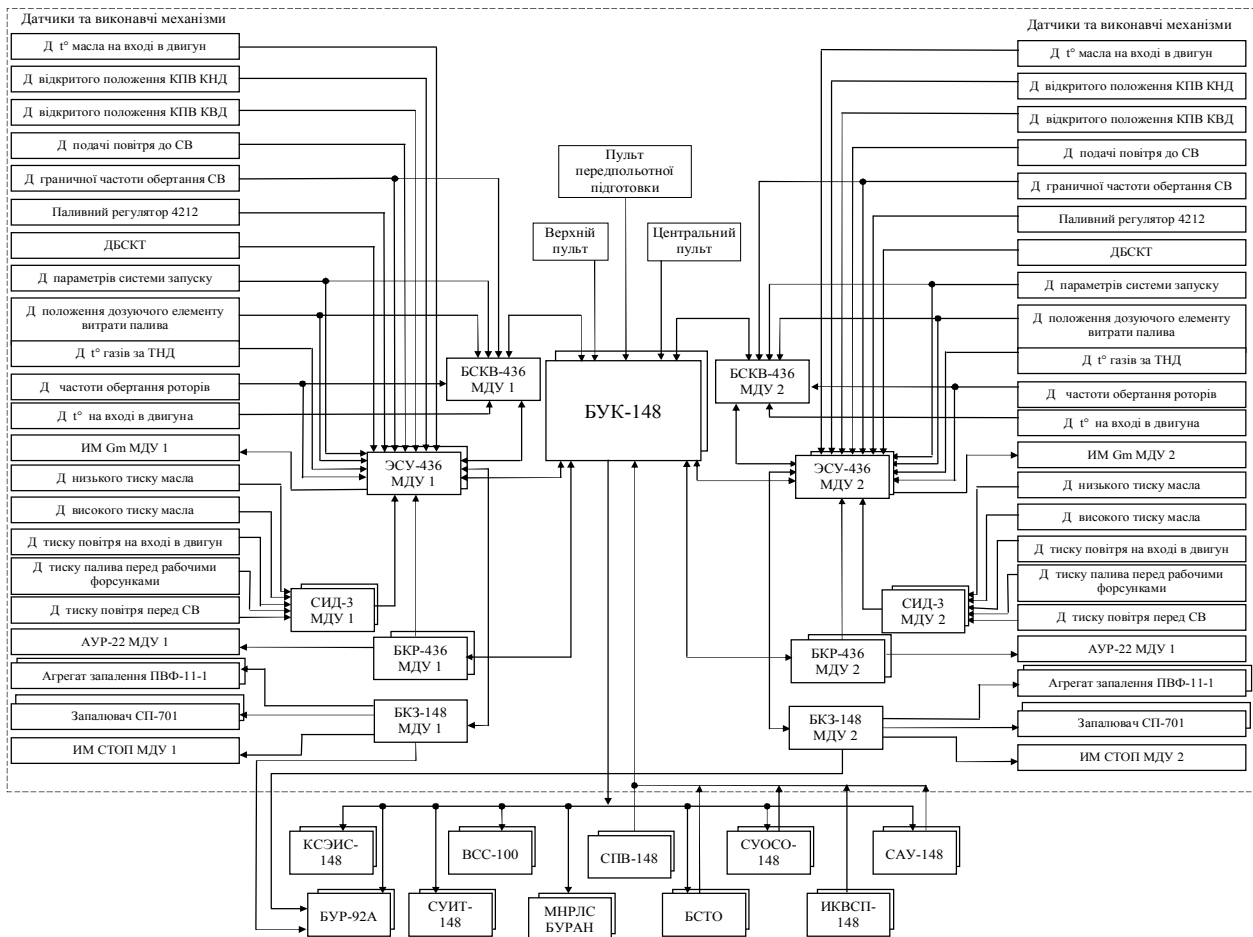 Датчики та виконавчі механізми
Д t° масла на вході в двигун
Д відкритого положення КПВ КНД
Д відкритого положення КПВ КВД
Д подачі повітря до СВ
Д граничної частоти обертання СВ
Паливний регулятор 4212
ДБСКТ
Д параметрів системи запуску
Д положення дозуючого елементу
витрати палива
Д t° газів за ТНД
Д частоти обертання роторів
Д t° на вході в двигуна
ИМ Gm МДУ 1
Д низького тиску масла
Д високого тиску масла
Д тиску повітря на вході в двигун
Д тиску палива перед рабочими
форсунками
Д тиску повітря перед СВ
АУР-22 МДУ 1
Агрегат запалення ПВФ-11-1
Запалювач СП-701
ИМ СТОП МДУ 1
Пульт
передпольотної
підготовки
Верхній
пульт
Центральний
пульт
БСКВ-436
МДУ 1
БУК-148
БСКВ-436
МДУ 2
ЭСУ-436
МДУ 1
ЭСУ-436
МДУ 2
СИД-3
МДУ 1
СИД-3
МДУ 2
БКР-436
МДУ 1
БКР-436
МДУ 2
БКЗ-148
МДУ 1
БКЗ-148
МДУ 2
Датчики та виконавчі механізми
Д t° масла на вході в двигун
Д відкритого положення КПВ КНД
Д відкритого положення КПВ КВД
Д подачі повітря до СВ
Д граничної частоти обертання СВ
Паливний регулятор 4212
ДБСКТ
Д параметрів системи запуску
Д положення дозуючого елементу
витрати палива
Д t° газів за ТНД
Д частоти обертання роторів
Д t° на вході в двигуна
ИМ Gm МДУ 2
Д низького тиску масла
Д високого тиску масла
Д тиску повітря на вході в двигун
Д тиску палива перед рабочими
форсунками
Д тиску повітря перед СВ
АУР-22 МДУ 1
Агрегат запалення ПВФ-11-1
Запалювач СП-701
ИМ СТОП МДУ 2
КСЭИС-
148
ВСС-100
СПВ-148
СУОСО-
148
САУ-148
БУР-92А
СУИТ-
148
МНРЛС
БУРАН
БСТО
ИКВСП-
148